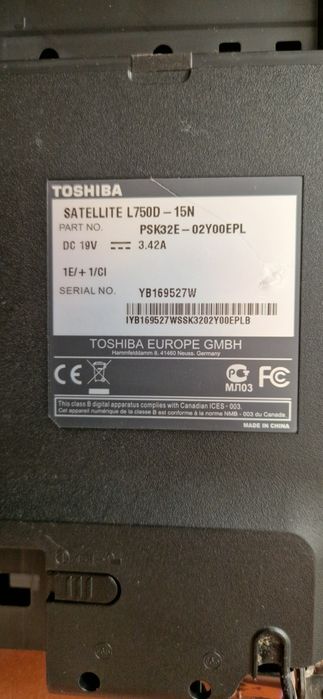 TOSHIBA
SATELLITE L750D-15N
PART NO. PSK32E-02Y00EPL
DC 19V 3.42A
1E/+1/CI
SERIAL NO. YB169527W
IYB169527WSSK3202Y00EPLB
TOSHIBA EUROPE GMBH
Hammfelddamm 8, 41460 Neuss. Germany
CE
МЛ03
FC
This class B digital apparatus complies with Canadian ICES - 003.
Cet appareil numérique de la classe B est conforme à la norme NMB - 003 du Canada.
MADE IN CHINA